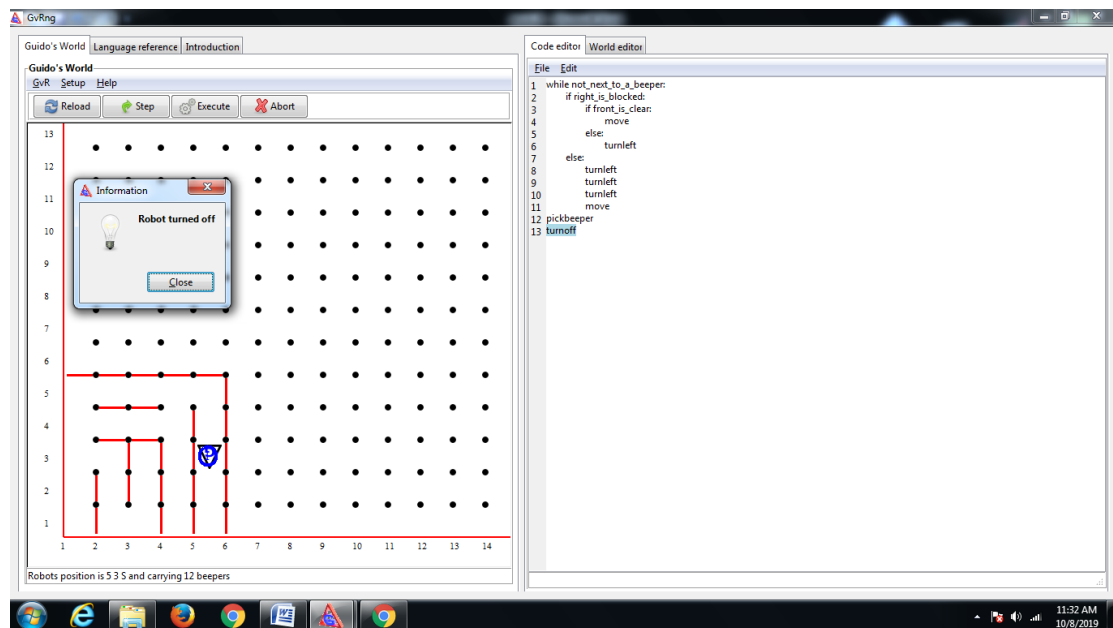 GvRng
Guido's World Language reference Introduction
Guido's World
GvR Setup Help
Reload Step Execute Abort
13
12
11
10
9
8
7
6
5
4
3
2
1
1 2 3 4 5 6 7 8 9 10 11 12 13 14
Information
Robot turned off
Close
Robots position is 5 3 S and carrying 12 beepers
Code editor World editor
File Edit
1 while not_next_to_a_beeper:
2 if right_is_blocked:
3 if front_is_clear:
4 move
5 else:
6 turnleft
7 else:
8 turnleft
9 turnleft
10 turnleft
11 move
12 pickbeeper
13 turnoff
11:32 AM
10/8/2019